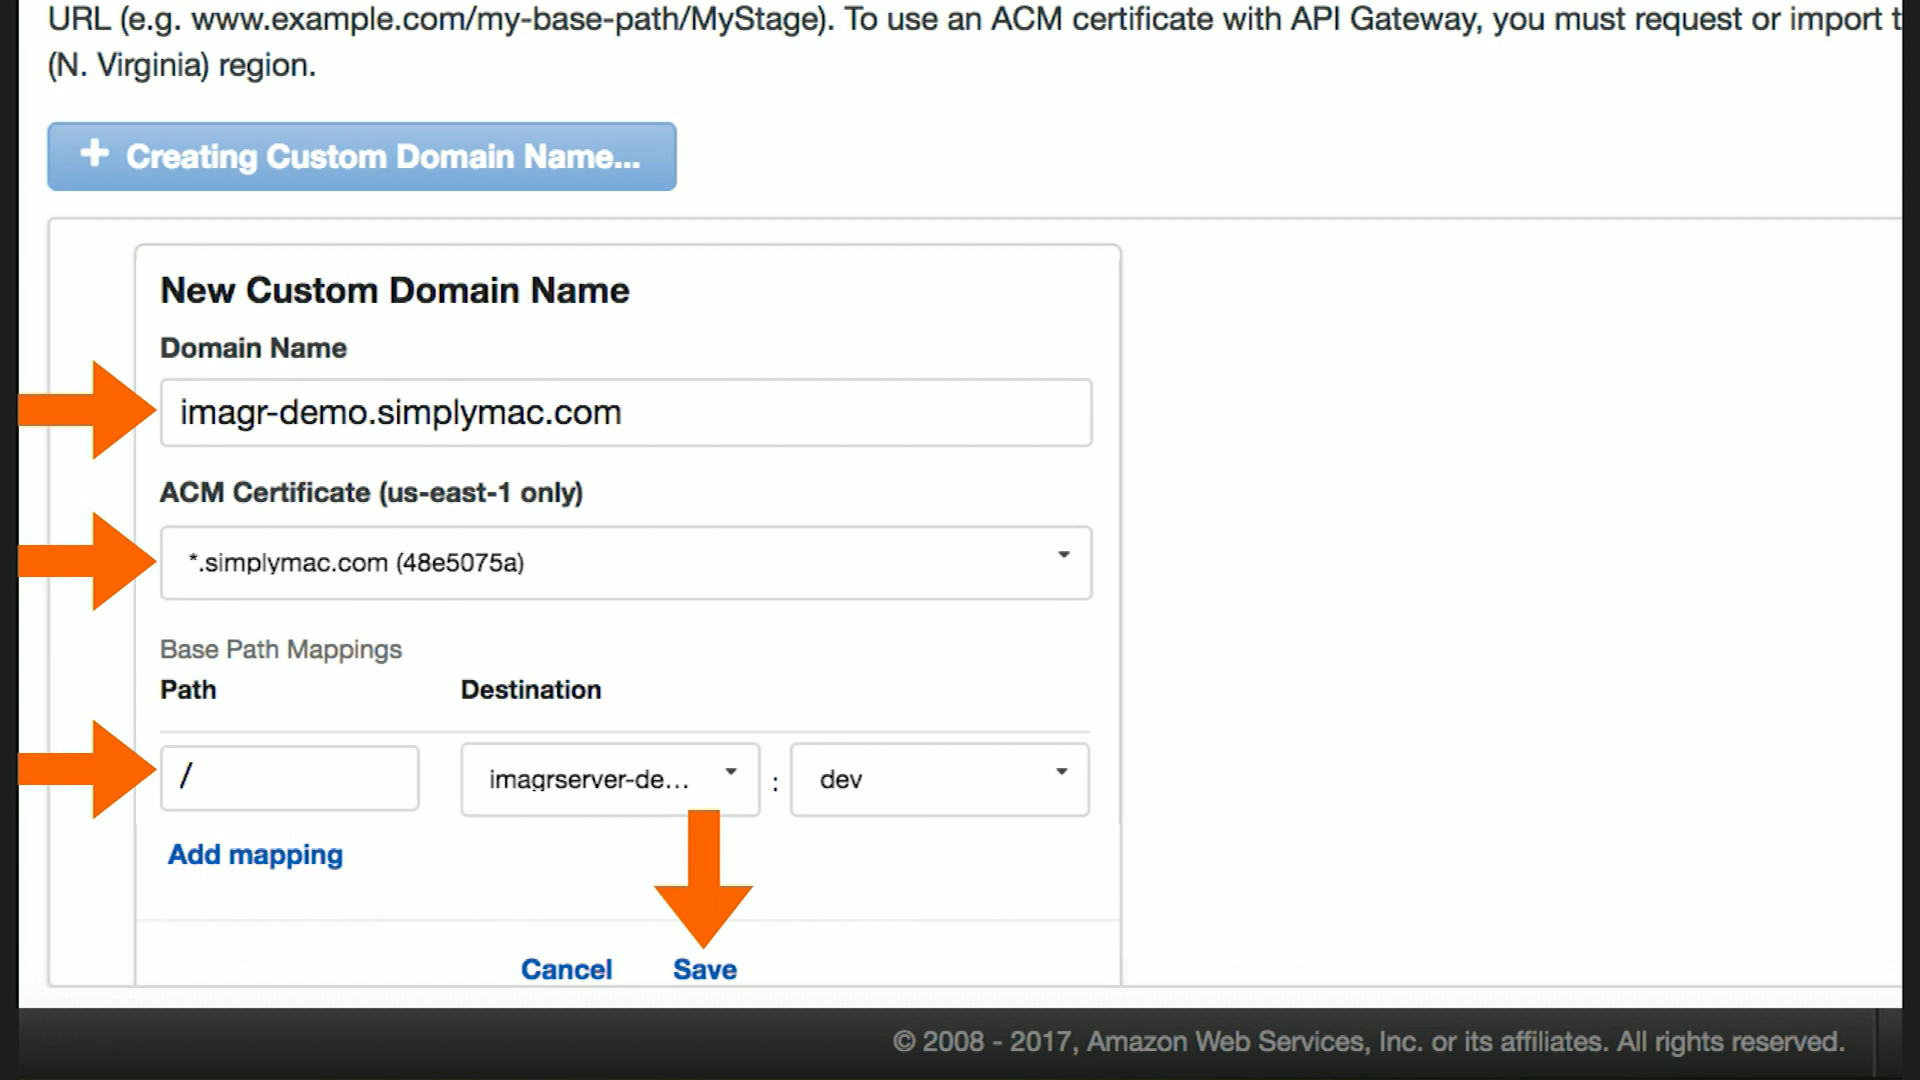 URL (e.g. www.example.com/my-base-path/MyStage). To use an ACM certificate with API Gateway, you must request or import t
(N. Virginia) region.
+ Creating Custom Domain Name...
New Custom Domain Name
Domain Name
imagr-demo.simplymac.com
ACM Certificate (us-east-1 only)
*.simplymac.com (48e5075a)
Base Path Mappings
Path Destination
/ imagrserver-de... : dev
Add mapping
Cancel Save
© 2008 - 2017, Amazon Web Services, Inc. or its affiliates. All rights reserved.